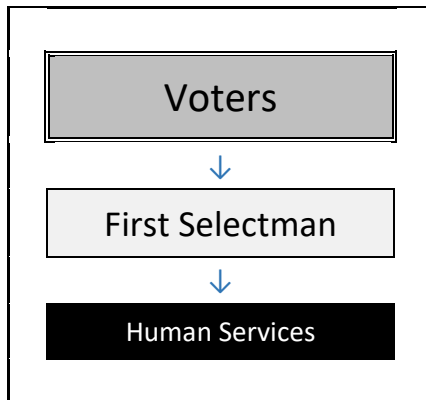 Voters
↓
First Selectman
↓
Human Services